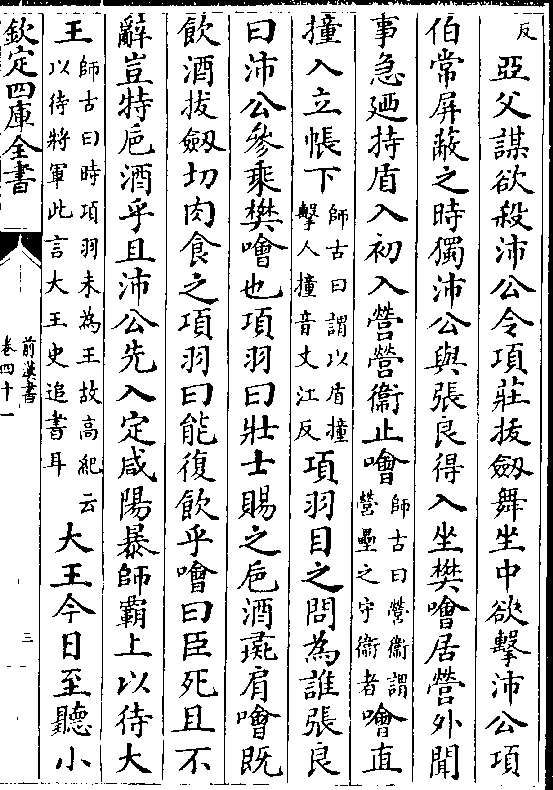 反
亞父謀欲殺沛公令項莊拔劔舞坐中欲擊沛公項
伯常屏蔽之時獨沛公與張良得入坐樊噲居營外聞
事急廼持盾入初入營營衞止噲師古曰營衞謂營壘之守衞者噲直
撞入立帳下師古曰謂以盾撞擊人撞音丈江反項羽目之問為誰張良
曰沛公參乘樊噲也項羽曰壯士賜之巵酒彘肩噲既
飲酒拔劔切肉食之項羽曰能復飲乎噲曰臣死且不
辭豈特巵酒乎且沛公先入定咸陽暴師霸上以待大
王師古曰時項羽未為王故高紀云以待將軍此言大王史追書耳大王今日至聽小
欽定四庫全書
前漢書
卷四十一
三